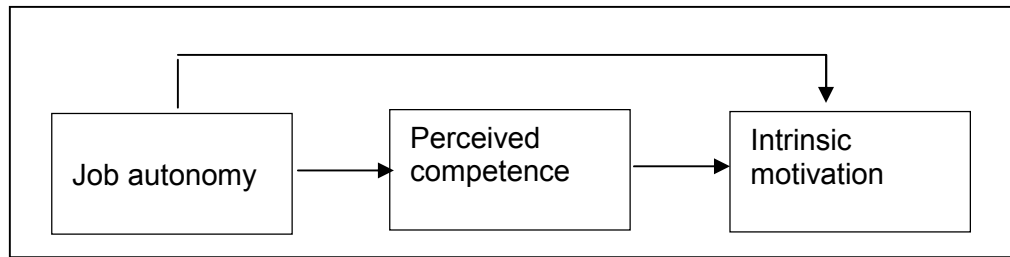 Job autonomy
Perceived
competence
Intrinsic
motivation